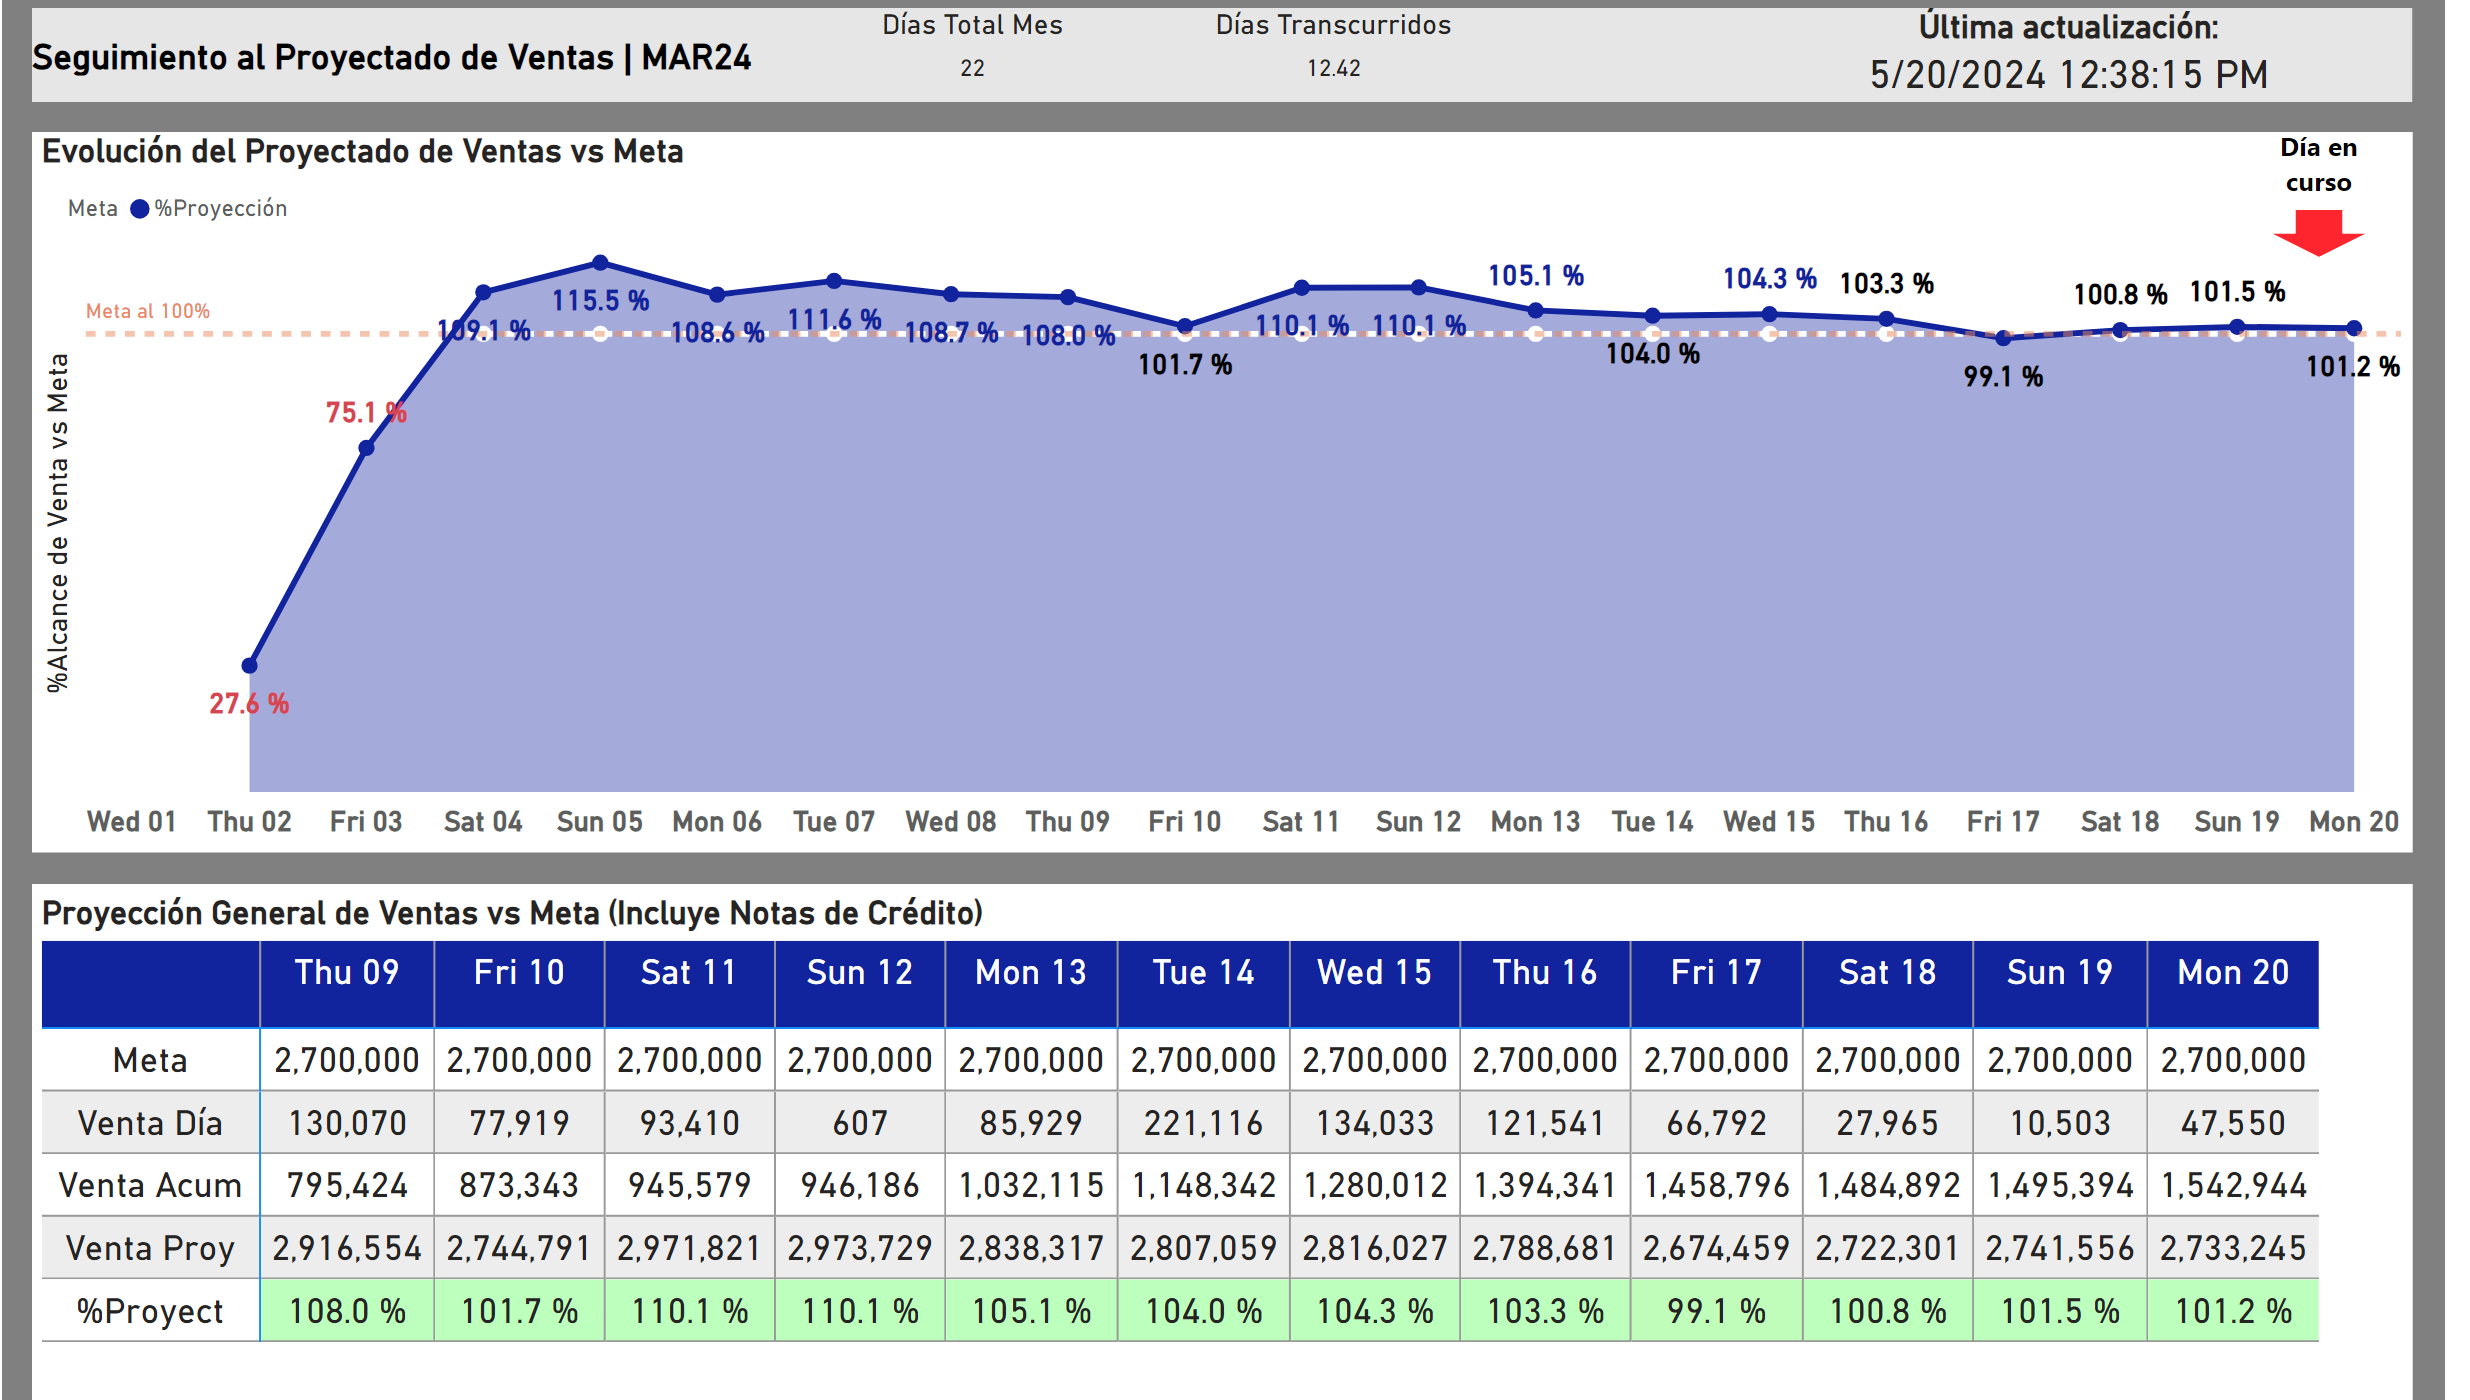 Seguimiento al Proyectado de Ventas | MAR24
Días Total Mes
22
Días Transcurridos
12.42
Última actualización:
5/20/2024 12:38:15 PM
Evolución del Proyectado de Ventas vs Meta
Meta %Proyección
Día en
curso
Meta al 100%
%Alcance de Venta vs Meta
27.6 %
75.1 %
109.1 %
115.5 %
108.6 %
111.6 %
108.7 %
108.0 %
101.7 %
110.1 %
110.1 %
105.1 %
104.0 %
104.3 %
103.3 %
99.1 %
100.8 %
101.5 %
101.2 %
Wed 01 Thu 02 Fri 03 Sat 04 Sun 05 Mon 06 Tue 07 Wed 08 Thu 09 Fri 10 Sat 11 Sun 12 Mon 13 Tue 14 Wed 15 Thu 16 Fri 17 Sat 18 Sun 19 Mon 20
Proyección General de Ventas vs Meta (Incluye Notas de Crédito)
Thu 09 Fri 10 Sat 11 Sun 12 Mon 13 Tue 14 Wed 15 Thu 16 Fri 17 Sat 18 Sun 19 Mon 20
Meta 2,700,000 2,700,000 2,700,000 2,700,000 2,700,000 2,700,000 2,700,000 2,700,000 2,700,000 2,700,000 2,700,000 2,700,000
Venta Día 130,070 77,919 93,410 607 85,929 221,116 134,033 121,541 66,792 27,965 10,503 47,550
Venta Acum 795,424 873,343 945,579 946,186 1,032,115 1,148,342 1,280,012 1,394,341 1,458,796 1,484,892 1,495,394 1,542,944
Venta Proy 2,916,554 2,744,791 2,971,821 2,973,729 2,838,317 2,807,059 2,816,027 2,788,681 2,674,459 2,722,301 2,741,556 2,733,245
%Proyect 108.0 % 101.7 % 110.1 % 110.1 % 105.1 % 104.0 % 104.3 % 103.3 % 99.1 % 100.8 % 101.5 % 101.2 %